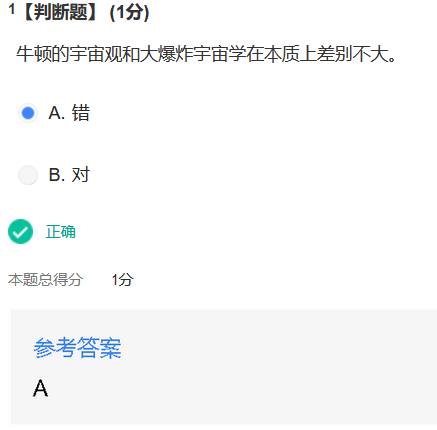 1【判断题】 (1分)
牛顿的宇宙观和大爆炸宇宙学在本质上差别不大。
A. 错
B. 对
正确
本题总得分 1分
参考答案
A